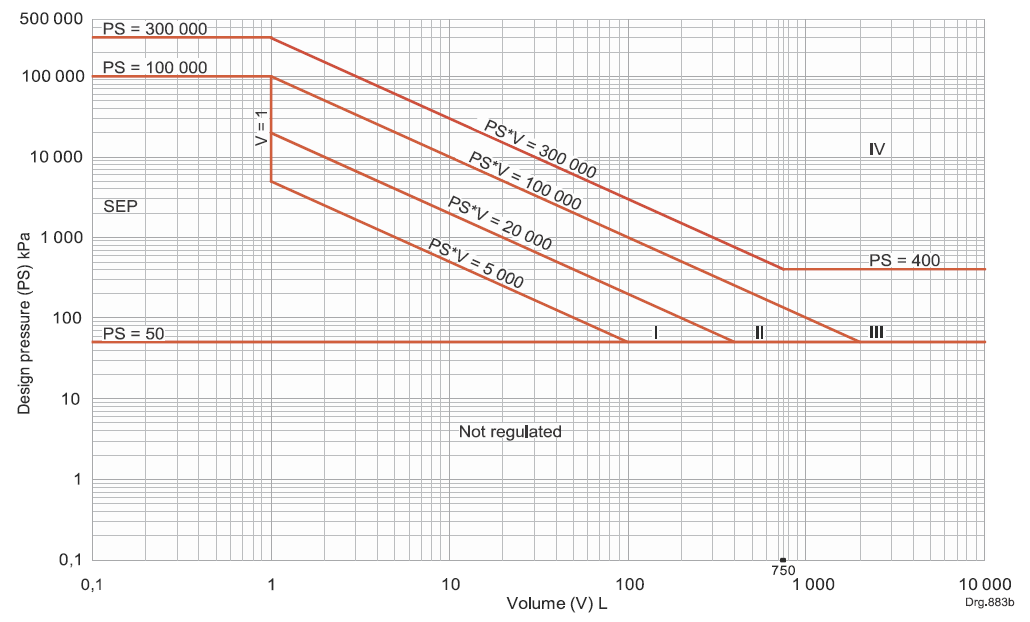 500 000
PS = 300 000
100 000
PS = 100 000
V = 1
10 000
PS*V = 300 000
IV
PS*V = 100 000
SEP
PS*V = 20 000
1 000
PS*V = 5 000
PS = 400
Design pressure (PS) kPa
100
PS = 50
I
II
III
10
Not regulated
1
0,1
0,1
1
10
100
750
1 000
10 000
Volume (V) L
Drg.883b